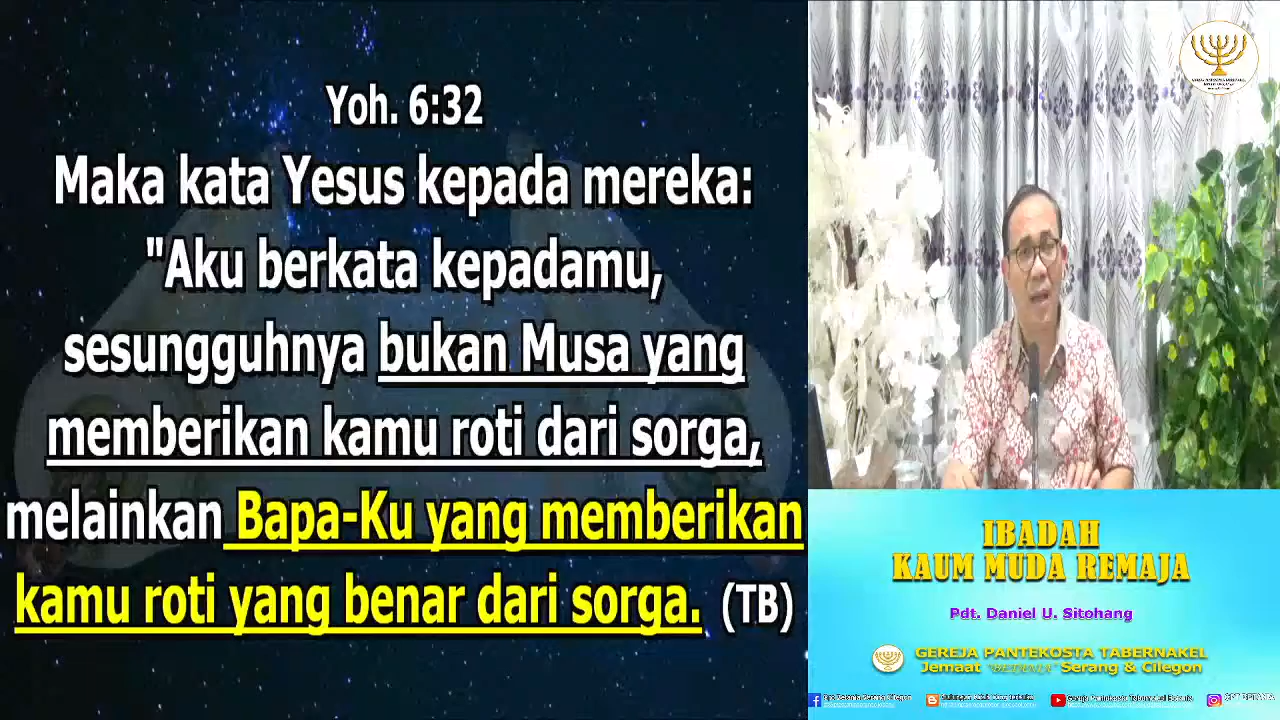 Yoh. 6:32
Maka kata Yesus kepada mereka:
"Aku berkata kepadamu,
sesungguhnya bukan Musa yang
memberikan kamu roti dari sorga,
melainkan Bapa-Ku yang memberikan
kamu roti yang benar dari sorga. (TB)
IBADAH
KAUM MUDA REMAJA
Pdt. Daniel U. Sitohang
GEREJA PANTEKOSTA TABERNAKEL
Jemaat "BETANIA" Serang & Cilegon